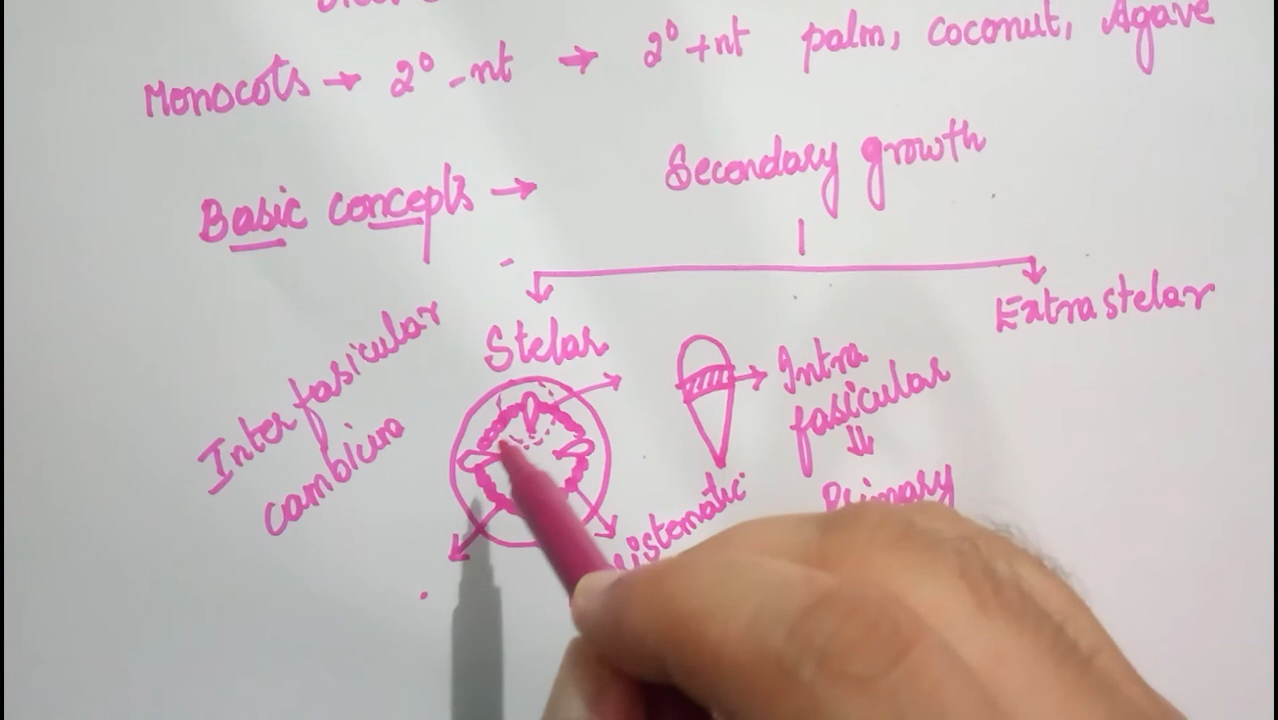 Monocots → 2° -nt → 2° +nt palm, coconut, Agave
Basic concepts →
Secondary growth
Stelar
Extrastelar
Inter fasicular
cambium
Intra
fasicular
Primary